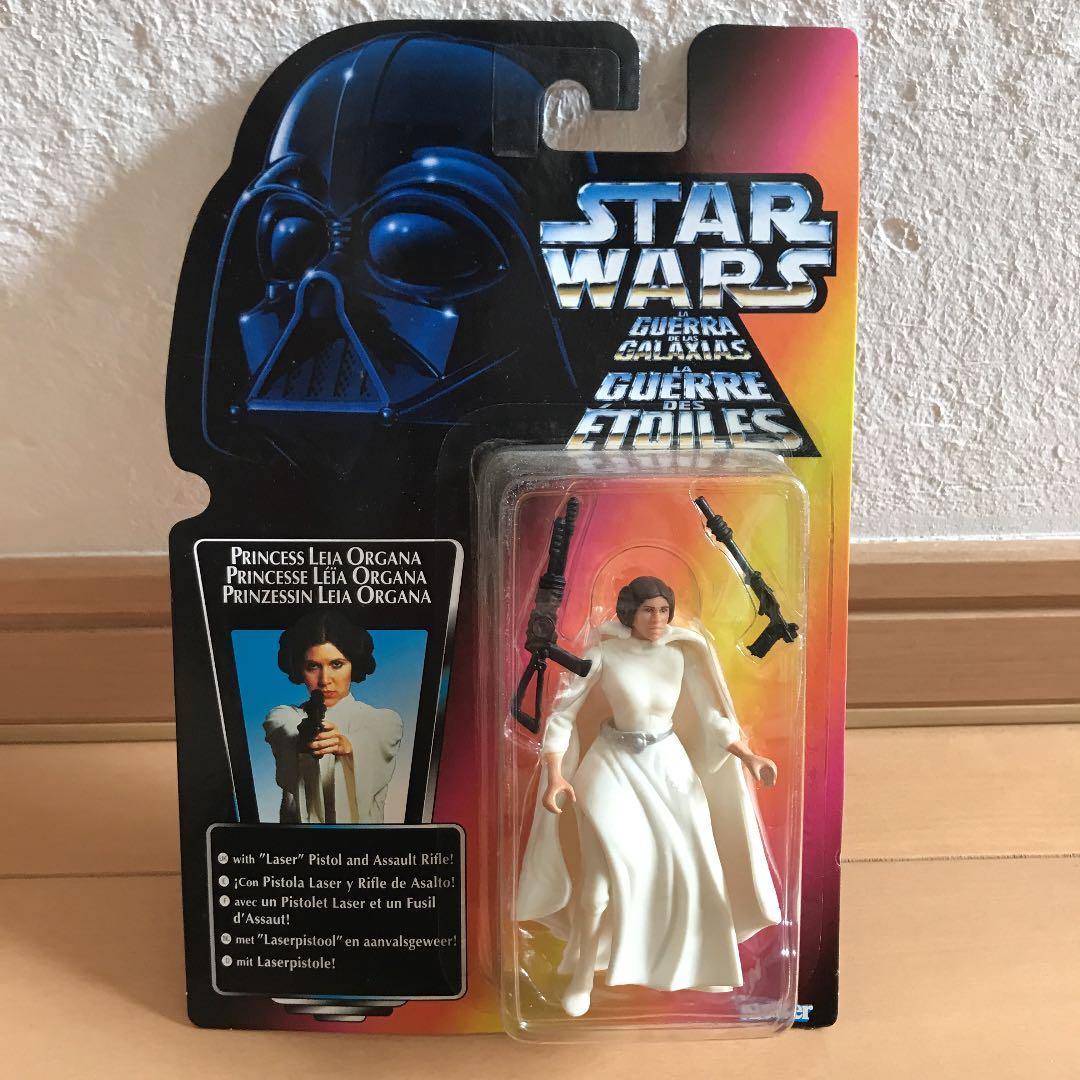 STAR
WARS
LA
GUERRA
DE LAS
GALAXIAS
LA
GUERRE
DES
ÉTOILES
PRINCESS LEIA ORGANA
PRINCESSE LÉÏA ORGANA
PRINZESSIN LEIA ORGANA
with "Laser" Pistol and Assault Rifle!
¡Con Pistola Laser y Rifle de Asalto!
avec un Pistolet Laser et un Fusil
d'Assaut!
met "Laserpistool" en aanvalsgeweer!
mit Laserpistole!